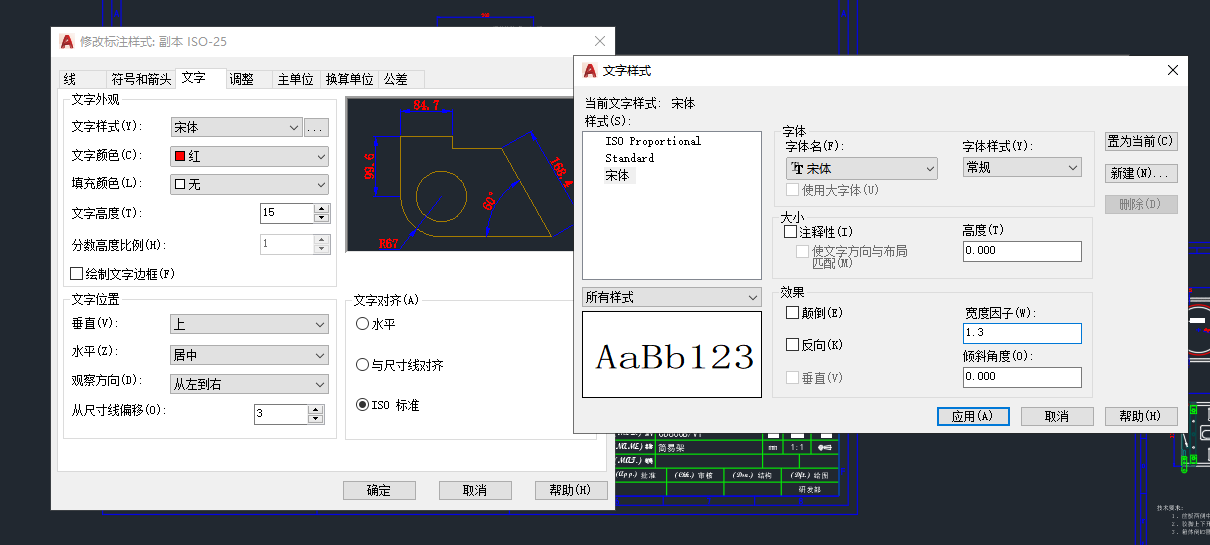 修改标注样式: 副本 ISO-25
线
符号和箭头
文字
调整
主单位
换算单位
公差
文字外观
文字样式(Y):
宋体
...
文字颜色(C):
红
填充颜色(L):
无
文字高度(T):
15
分数高度比例(H):
1
绘制文字边框(F)
84.7
99.6
168.4
60°
R67
文字位置
垂直(V):
上
水平(Z):
居中
观察方向(D):
从左到右
从尺寸线偏移(O):
3
文字对齐(A)
水平
与尺寸线对齐
ISO 标准
确定
取消
帮助(H)
文字样式
当前文字样式: 宋体
样式(S):
ISO Proportional
Standard
宋体
所有样式
AaBb123
字体
字体名(F):
宋体
字体样式(Y):
常规
使用大字体(U)
大小
注释性(I)
使文字方向与布局
匹配(M)
高度(T)
0.000
效果
颠倒(E)
反向(K)
垂直(V)
宽度因子(W):
1.3
倾斜角度(O):
0.000
置为当前(C)
新建(N)...
删除(D)
应用(A)
取消
帮助(H)
简易架
1:1
(App.) 批准
(Chk.) 审核
(Des.) 结构
(Dft.) 绘图
研发部
技术要求: